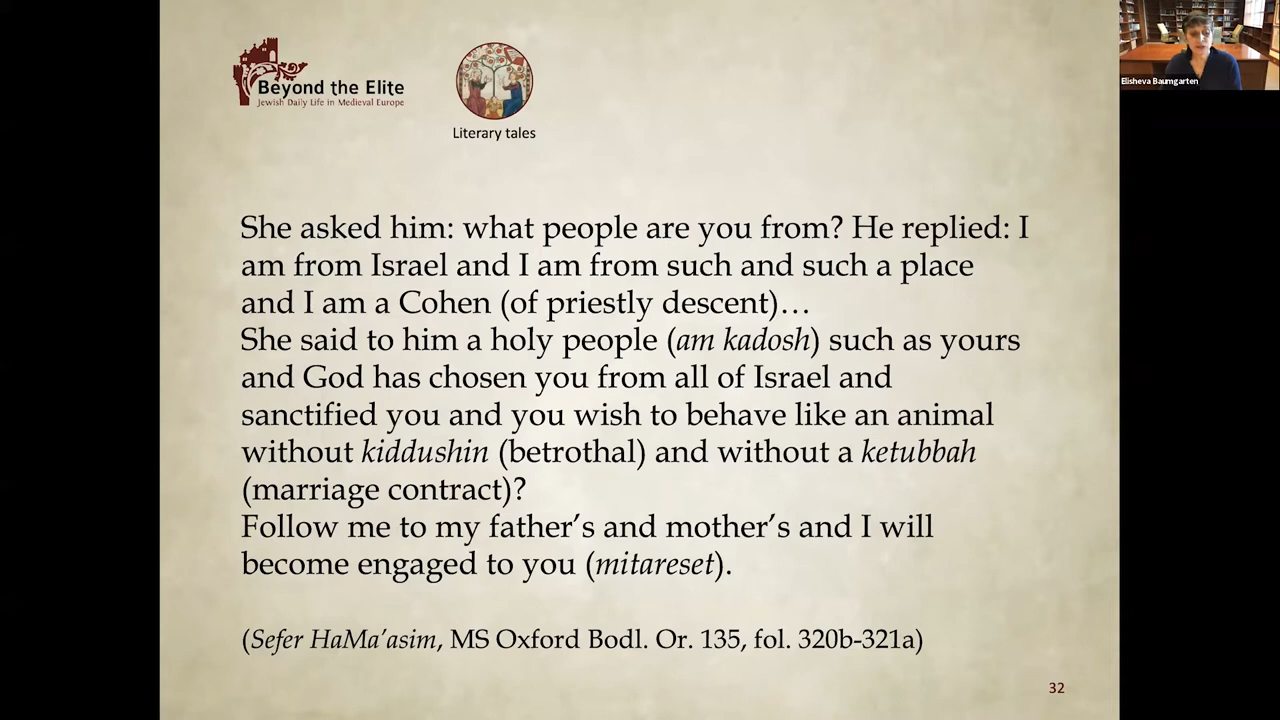 Beyond the Elite
Jewish Daily Life in Medieval Europe
Literary tales
Elisheva Baumgarten
She asked him: what people are you from? He replied: I
am from Israel and I am from such and such a place
and I am a Cohen (of priestly descent)…
She said to him a holy people (am kadosh) such as yours
and God has chosen you from all of Israel and
sanctified you and you wish to behave like an animal
without kiddushin (betrothal) and without a ketubbah
(marriage contract)?
Follow me to my father’s and mother’s and I will
become engaged to you (mitareset).
(Sefer HaMa’asim, MS Oxford Bodl. Or. 135, fol. 320b-321a)
32